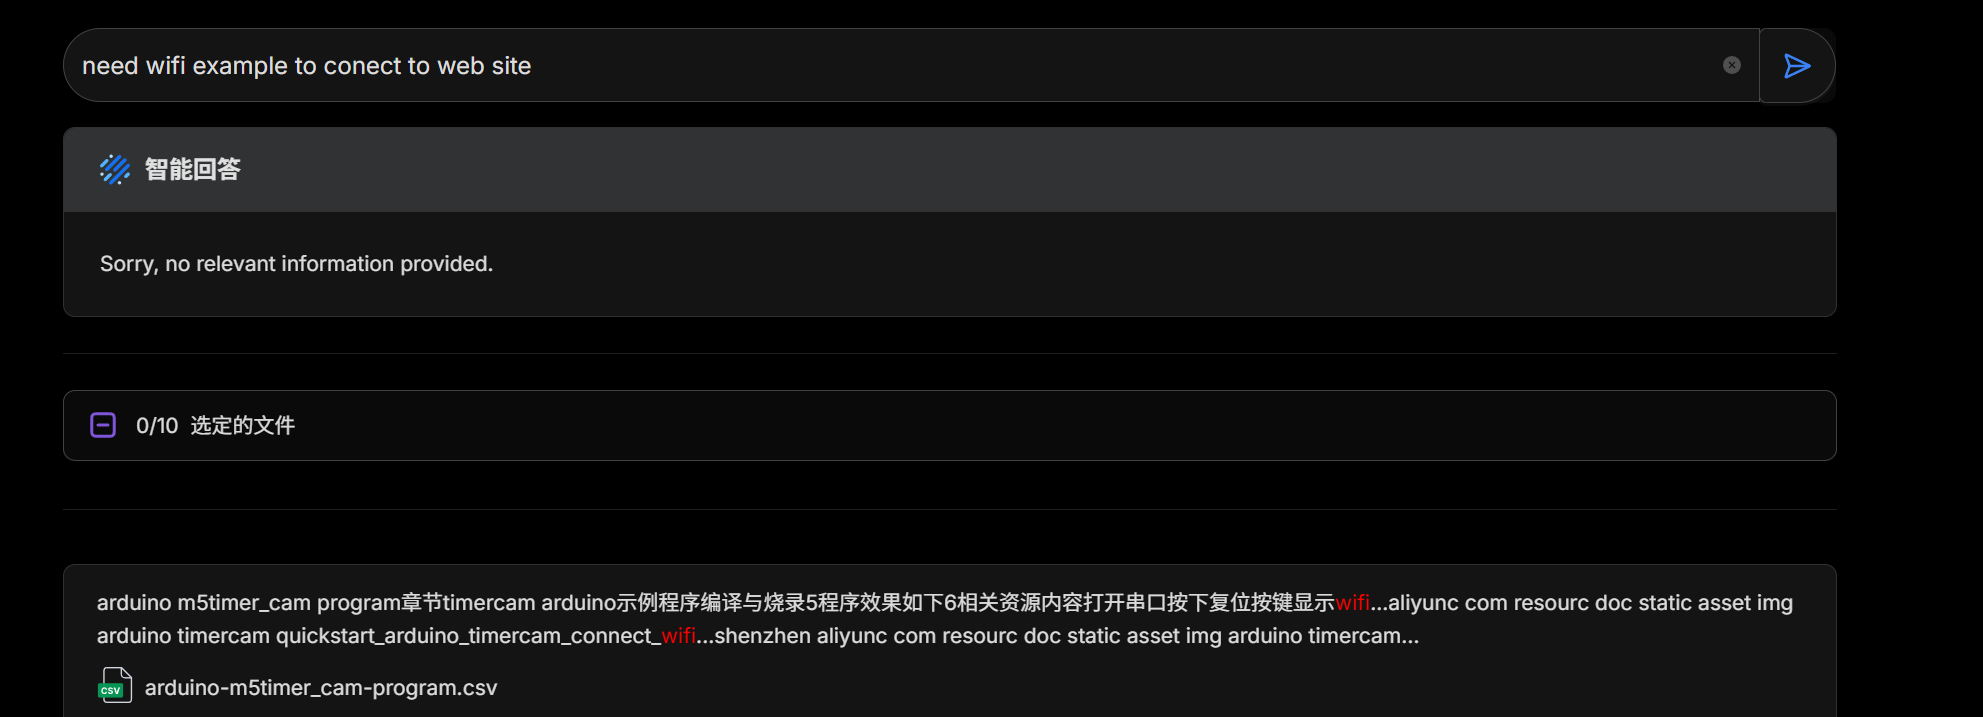 need wifi example to conect to web site
智能回答
Sorry, no relevant information provided.
0/10 选定的文件
arduino m5timer_cam program章节timercam arduino示例程序编译与烧录5程序效果如下6相关资源内容打开串口按下复位按键显示wifi...aliyunc com resourc doc static asset img
arduino timercam quickstart_arduino_timercam_connect_wifi...shenzhen aliyunc com resourc doc static asset img arduino timercam...
CSV
arduino-m5timer_cam-program.csv